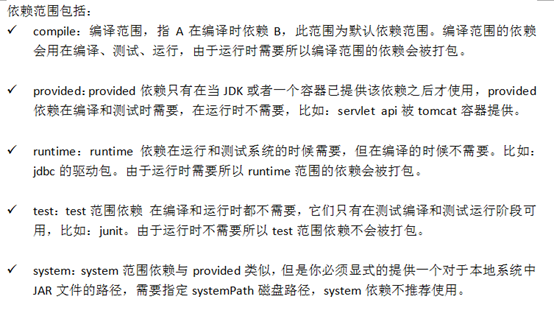 依赖范围包括：
✓ compile：编译范围，指 A 在编译时依赖 B，此范围为默认依赖范围。编译范围的依赖
会用在编译、测试、运行，由于运行时需要所以编译范围的依赖会被打包。
✓ provided：provided 依赖只有在当 JDK 或者一个容器已提供该依赖之后才使用，provided
依赖在编译和测试时需要，在运行时不需要，比如：servlet api 被 tomcat 容器提供。
✓ runtime：runtime 依赖在运行和测试系统的时候需要，但在编译的时候不需要。比如：
jdbc 的驱动包。由于运行时需要所以 runtime 范围的依赖会被打包。
✓ test：test 范围依赖 在编译和运行时都不需要，它们只有在测试编译和测试运行阶段可
用，比如：junit。由于运行时不需要所以 test 范围依赖不会被打包。
✓ system：system 范围依赖与 provided 类似，但是你必须显式的提供一个对于本地系统中
JAR 文件的路径，需要指定 systemPath 磁盘路径，system 依赖不推荐使用。